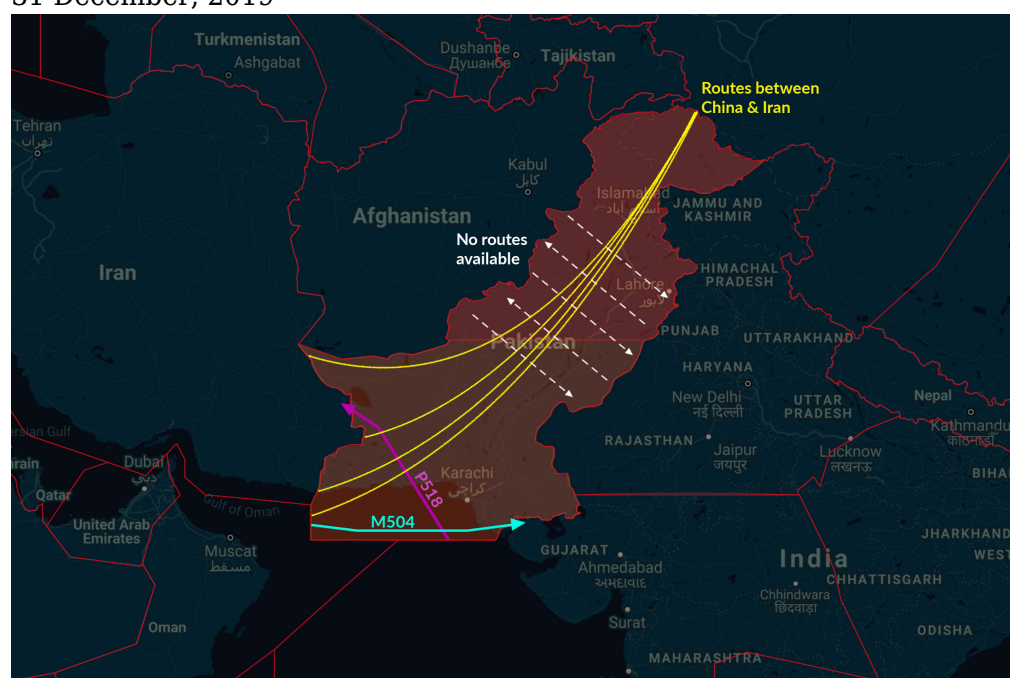 31 December, 2019
Turkmenistan
Ashgabat
Dushanbe
Душанбе
Tajikistan
Routes between
China & Iran
Tehran
تهران
Kabul
کابل
Islamabad
اسلام آباد
JAMMU AND
KASHMIR
Afghanistan
No routes
available
Iran
HIMACHAL
PRADESH
Lahore
لاہور
PUNJAB
UTTARAKHAND
Pakistan
HARYANA
New Delhi
नई दिल्ली
UTTAR
PRADESH
Nepal
Kathmandu
rsian Gulf
RAJASTHAN
Jaipur
जयपुर
Lucknow
लखनऊ
BIHA
Dubai
دبي
Karachi
کراچی
P518
rain
Qatar
Gulf of Oman
United Arab
Emirates
M504
Muscat
مسقط
GUJARAT
Ahmedabad
અમદાવાદ
India
JHARKHAND
WEST
CHHATTISGARH
Chhindwara
छिंदवाड़ा
Surat
Oman
ODISHA
MAHARASHTRA